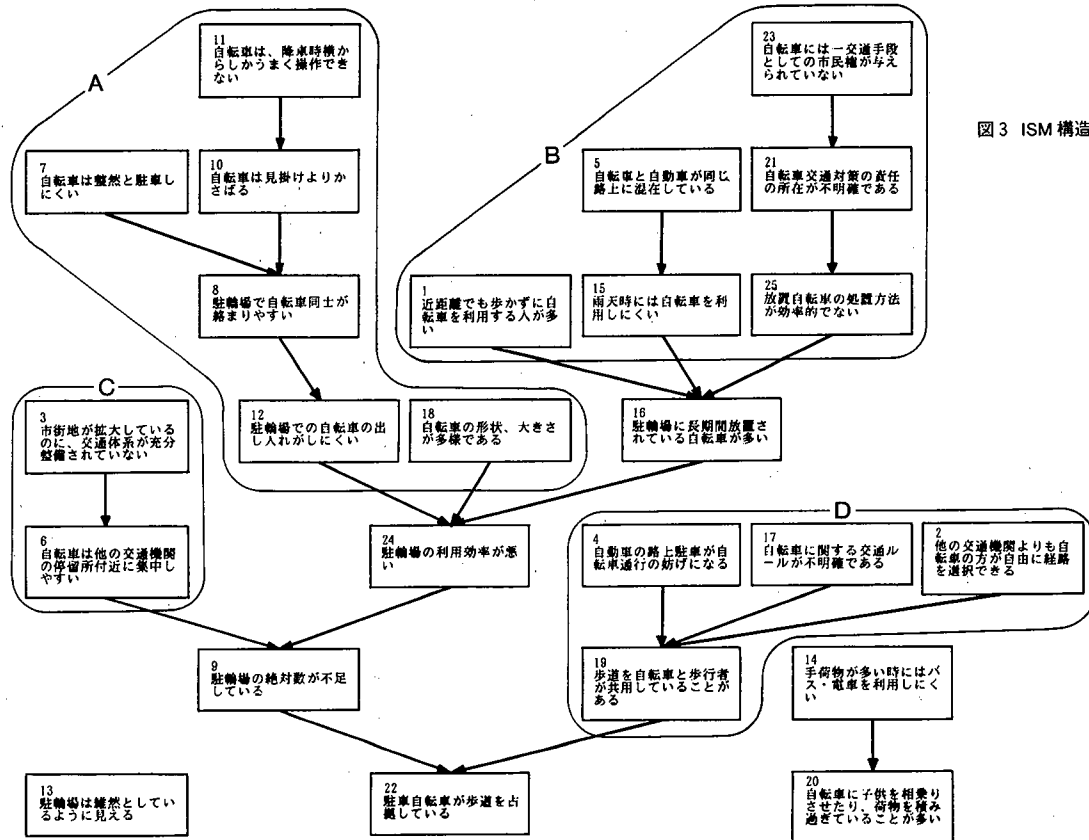 11
自転車は、降車時横か
らしかうまく操作でき
ない
23
自転車には一交通手段
としての市民権が与え
られていない
A
図3 ISM 構造
7
自転車は整然と駐車し
にくい
10
自転車は見掛けよりか
さばる
B
5
自転車と自動車が同じ
路上に混在している
21
自転車交通対策の責任
の所在が不明確である
8
駐輪場で自転車同士が
絡まりやすい
1
近距離でも歩かずに自
転車を利用する人が多
い
15
雨天時には自転車を利
用しにくい
25
放置自転車の処置方法
が効率的でない
C
3
市街地が拡大している
のに、交通体系が充分
整備されていない
12
駐輪場での自転車の出
し入れがしにくい
18
自転車の形状、大きさ
が多様である
16
駐輪場に長期間放置さ
れている自転車が多い
D
6
自転車は他の交通機関
の停留所付近に集中し
やすい
24
駐輪場の利用効率が悪
い
4
自動車の路上駐車が自
転車通行の妨げになる
17
自転車に関する交通ル
ールが不明確である
2
他の交通機関よりも自
転車の方が自由に経路
を選択できる
9
駐輪場の絶対数が不足
している
19
歩道を自転車と歩行者
が共用していることが
ある
14
手荷物が多い時にはバ
ス・電車を利用しにく
い
13
駐輪場は雑然としてい
るように見える
22
駐車自転車が歩道を占
拠している
20
自転車に子供を相乗り
させたり、荷物を積み
過ぎていることが多い